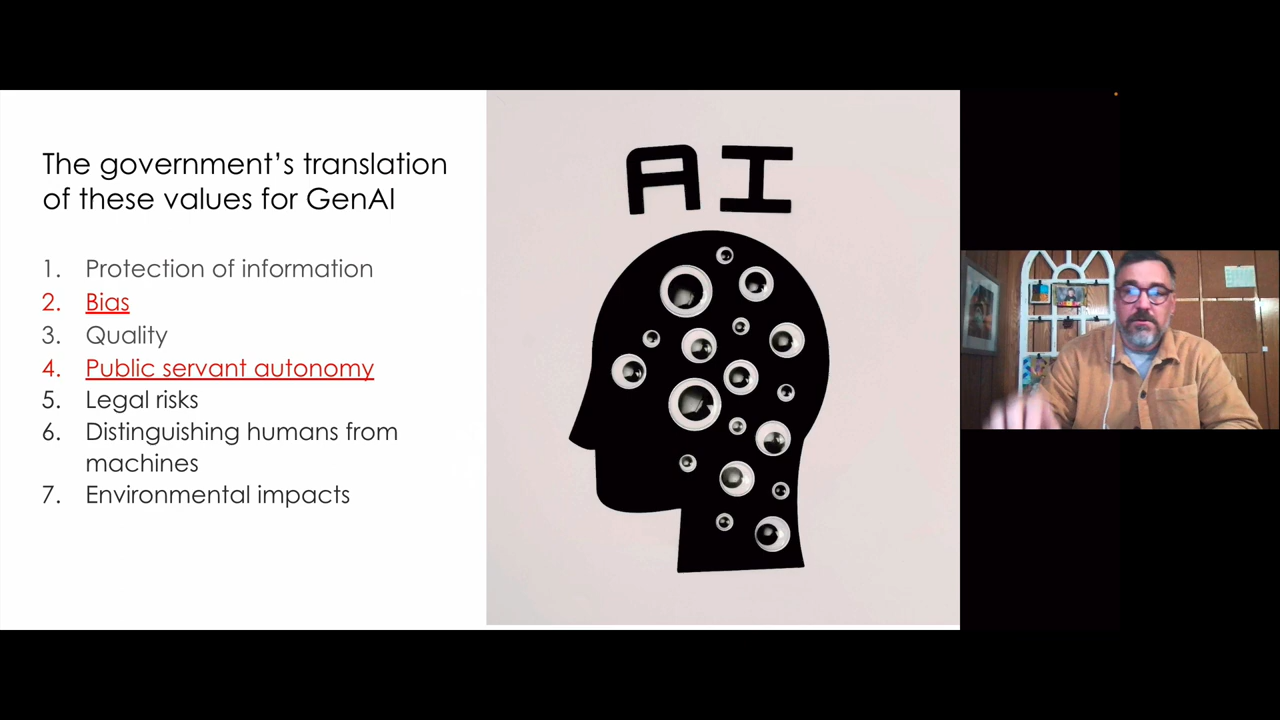 The government's translation
of these values for GenAI
1. Protection of information
2. Bias
3. Quality
4. Public servant autonomy
5. Legal risks
6. Distinguishing humans from
machines
7. Environmental impacts
AI